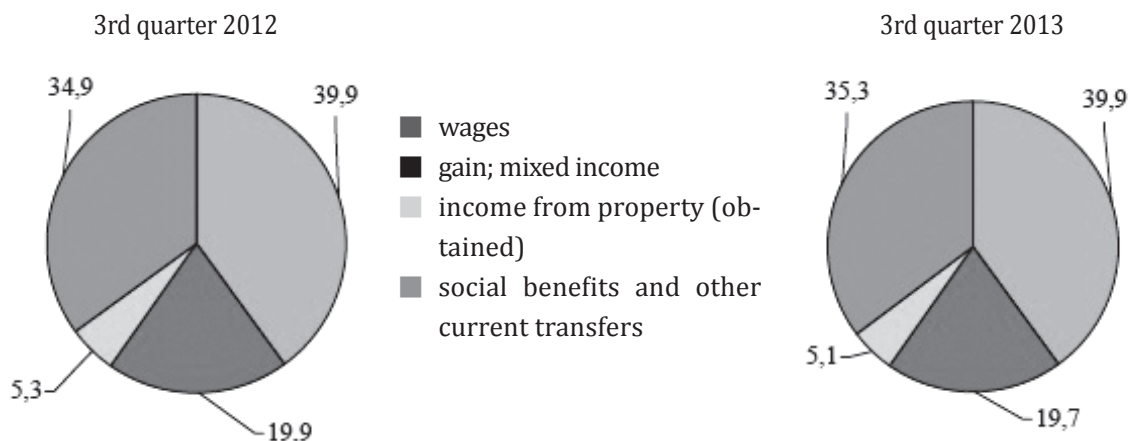 3rd quarter 2012
34,9
39,9
5,3
19,9
wages
gain; mixed income
income from property (ob-
tained)
social benefits and other
current transfers
3rd quarter 2013
35,3
39,9
5,1
19,7